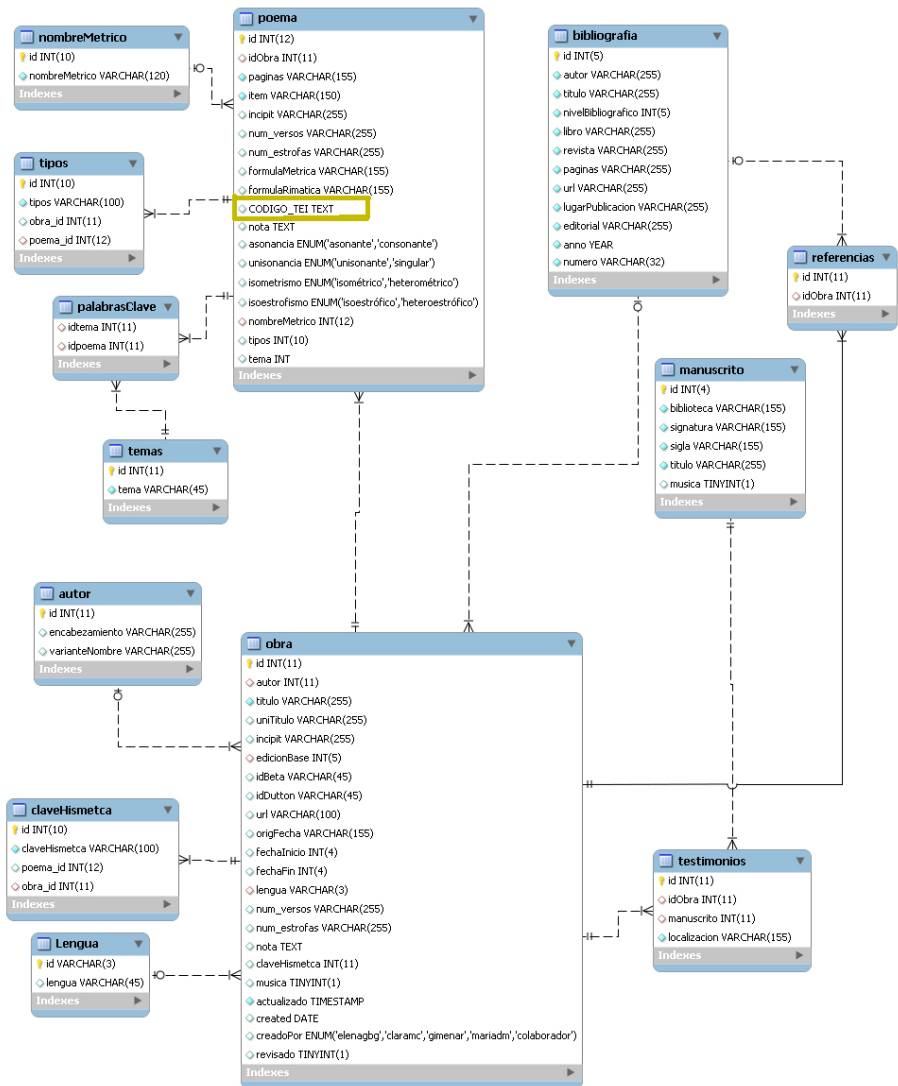 nombreMetrico
id INT(10)
nombreMetrico VARCHAR(120)
Indexes
tipos
id INT(10)
tipos VARCHAR(100)
obra_id INT(11)
poema_id INT(12)
Indexes
palabrasClave
idtema INT(11)
idpoema INT(11)
Indexes
temas
id INT(11)
tema VARCHAR(45)
Indexes
poema
id INT(12)
idObra INT(11)
paginas VARCHAR(155)
item VARCHAR(150)
incipit VARCHAR(255)
num_versos VARCHAR(255)
num_estrofas VARCHAR(255)
formulaMetrica VARCHAR(155)
formulaRimatica VARCHAR(155)
CODIGO_TEI TEXT
nota TEXT
asonancia ENUM('asonante','consonante')
unisonancia ENUM('unisonante','singular')
isometrismo ENUM('isométrico','heterométrico')
isoestrofismo ENUM('isoestrófico','heteroestrófico')
nombreMetrico INT(12)
tipos INT(10)
tema INT
Indexes
bibliografia
id INT(5)
autor VARCHAR(255)
titulo VARCHAR(255)
nivelBibliografico INT(5)
libro VARCHAR(255)
revista VARCHAR(255)
paginas VARCHAR(255)
url VARCHAR(255)
lugarPublicacion VARCHAR(255)
editorial VARCHAR(255)
anno YEAR
numero VARCHAR(32)
Indexes
referencias
id INT(11)
idObra INT(11)
Indexes
manuscrito
id INT(4)
biblioteca VARCHAR(155)
signatura VARCHAR(155)
sigla VARCHAR(155)
titulo VARCHAR(255)
musica TINYINT(1)
Indexes
autor
id INT(11)
encabezamiento VARCHAR(255)
varianteNombre VARCHAR(255)
Indexes
claveHismetca
id INT(10)
claveHismetca VARCHAR(100)
poema_id INT(12)
obra_id INT(11)
Indexes
Lengua
id VARCHAR(3)
lengua VARCHAR(45)
Indexes
obra
id INT(11)
autor INT(11)
titulo VARCHAR(255)
uniTitulo VARCHAR(255)
incipit VARCHAR(255)
edicionBase INT(5)
idBeta VARCHAR(45)
idDutton VARCHAR(45)
url VARCHAR(100)
origFecha VARCHAR(155)
fechaInicio INT(4)
fechaFin INT(4)
lengua VARCHAR(3)
num_versos VARCHAR(255)
num_estrofas VARCHAR(255)
nota TEXT
claveHismetca INT(11)
musica TINYINT(1)
actualizado TIMESTAMP
created DATE
creadoPor ENUM('elenagbg','claramc','gimenar','mariadm','colaborador')
revisado TINYINT(1)
Indexes
testimonios
id INT(11)
idObra INT(11)
manuscrito INT(11)
localizacion VARCHAR(155)
Indexes